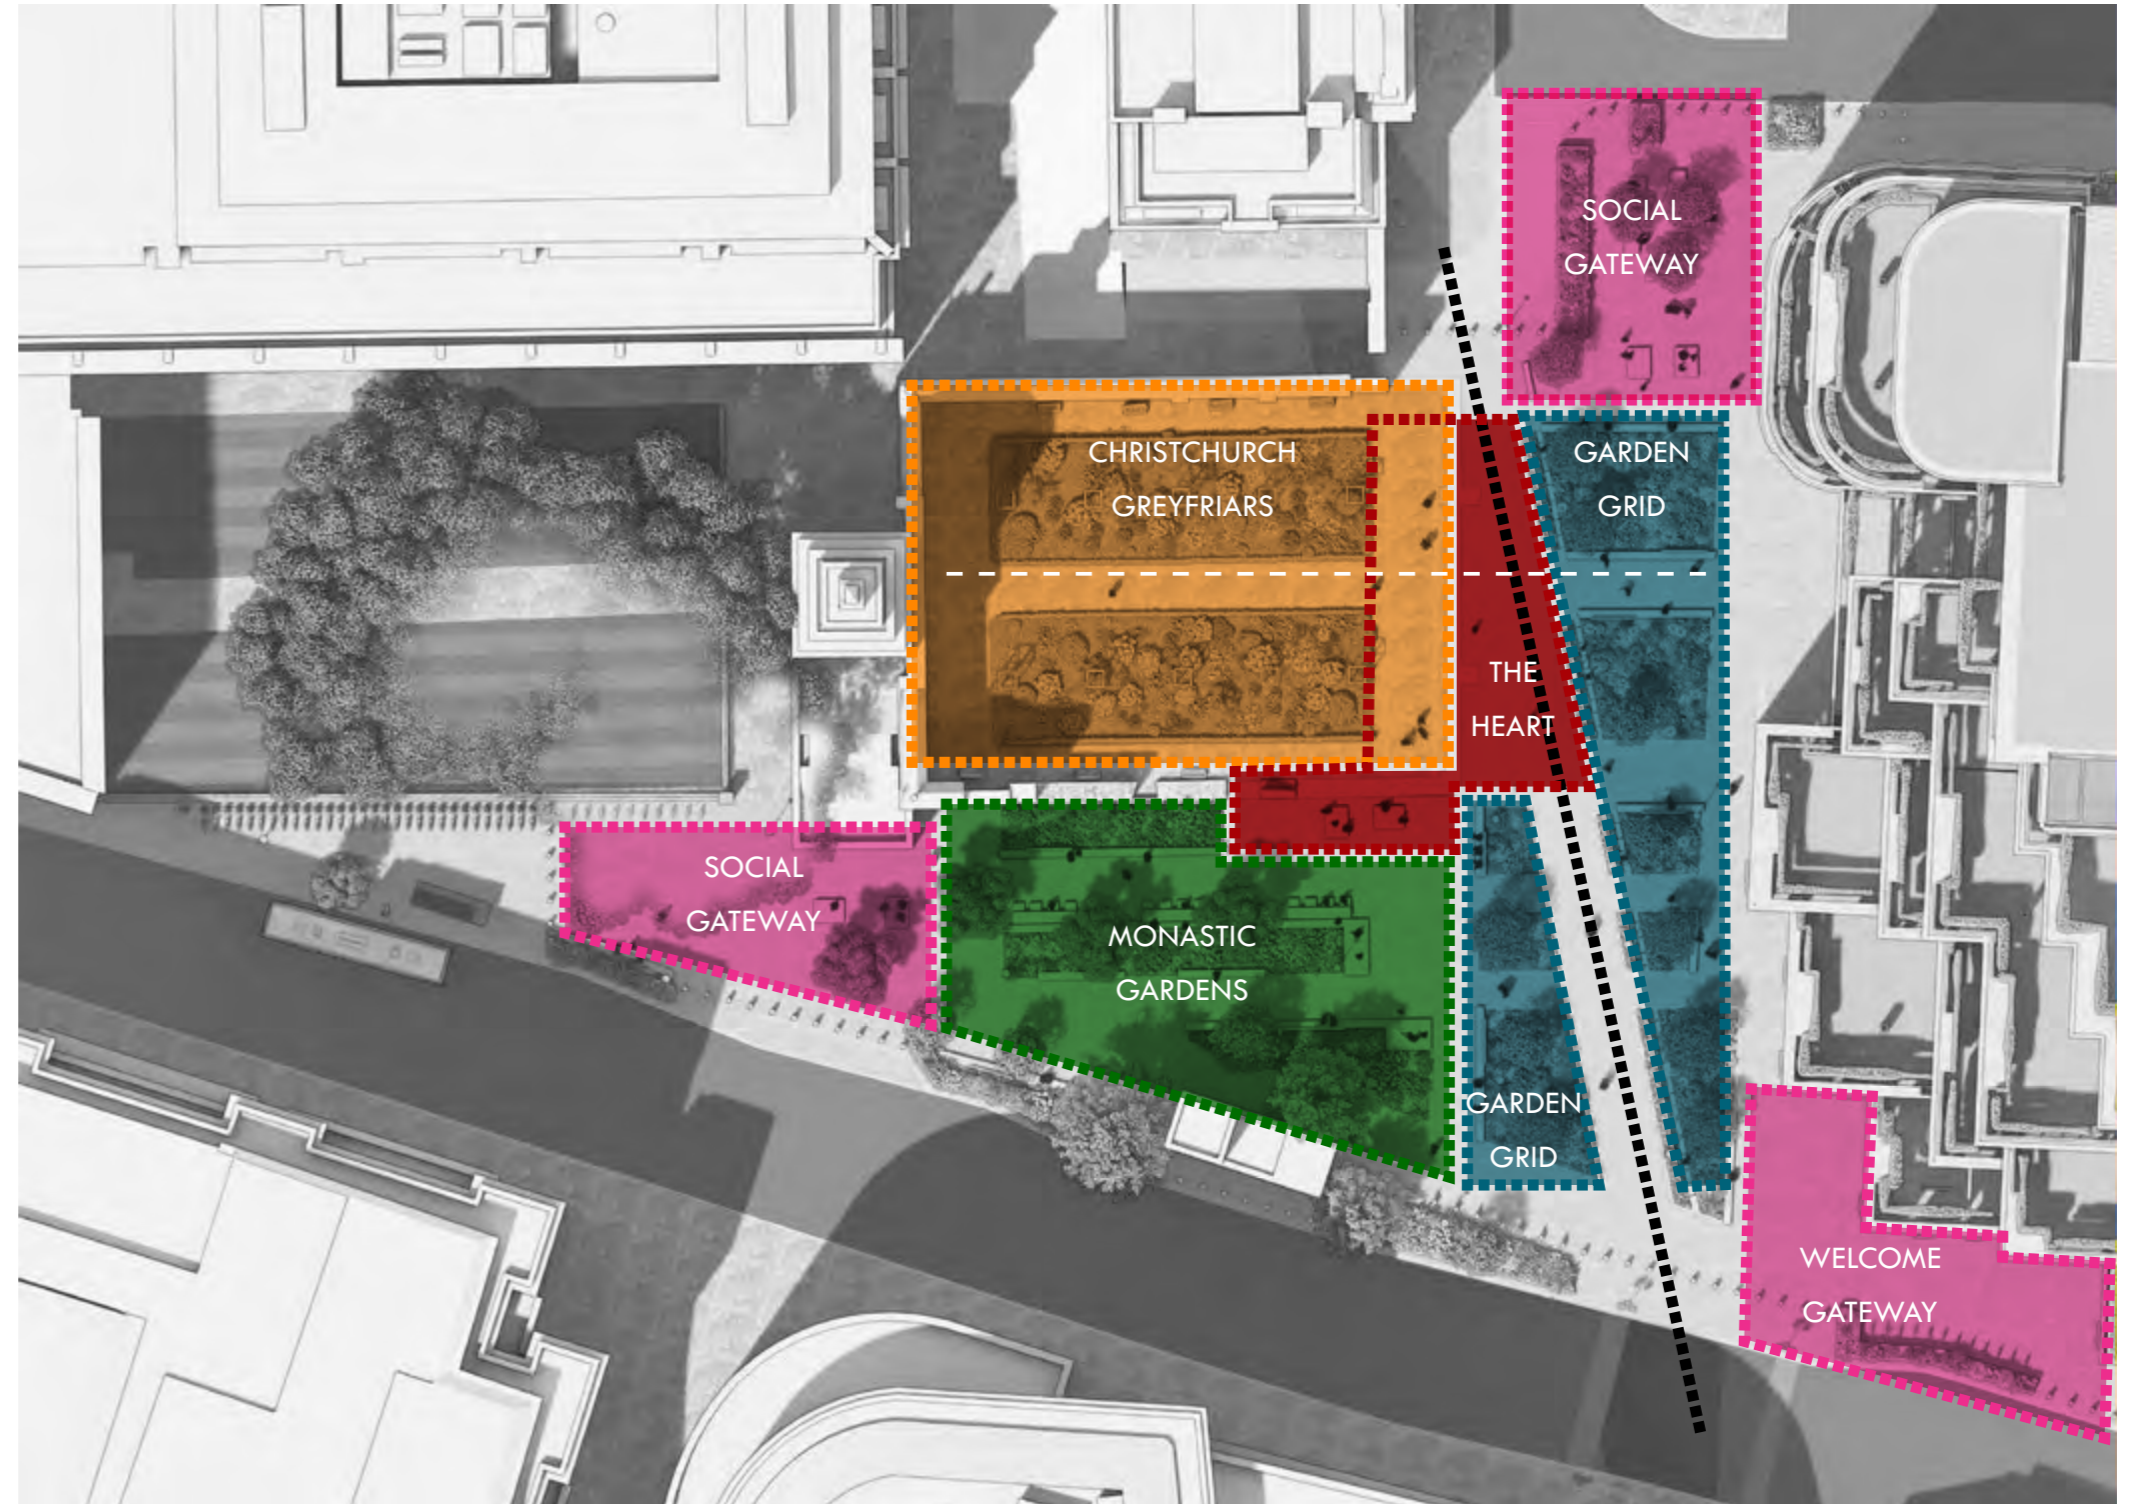 SOCIAL
GATEWAY
CHRISTCHURCH
GREYFRIARS
GARDEN
GRID
THE
HEART
SOCIAL
GATEWAY
MONASTIC
GARDENS
GARDEN
GRID
WELCOME
GATEWAY